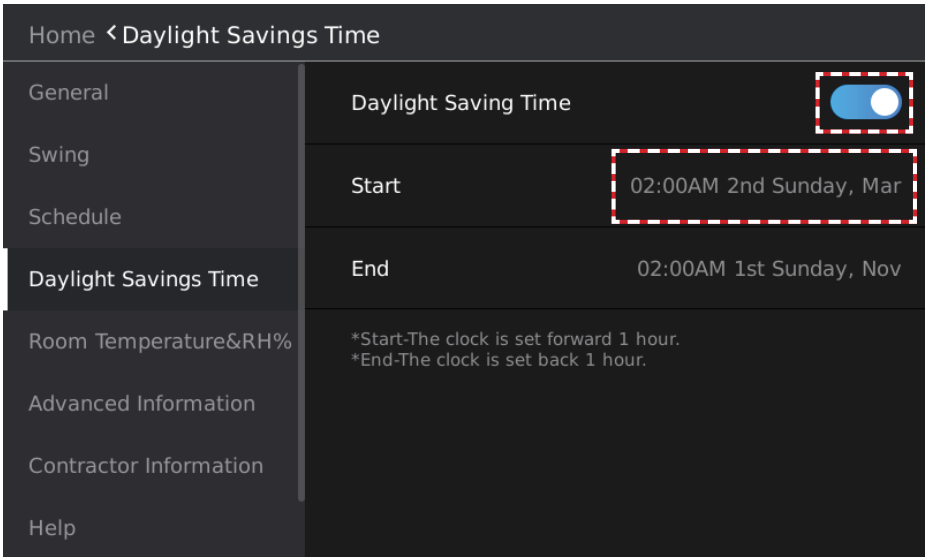 Home < Daylight Savings Time
General
Swing
Schedule
Daylight Savings Time
Room Temperature&RH%
Advanced Information
Contractor Information
Help
Daylight Saving Time
Start 02:00AM 2nd Sunday, Mar
End 02:00AM 1st Sunday, Nov
*Start-The clock is set forward 1 hour.
*End-The clock is set back 1 hour.